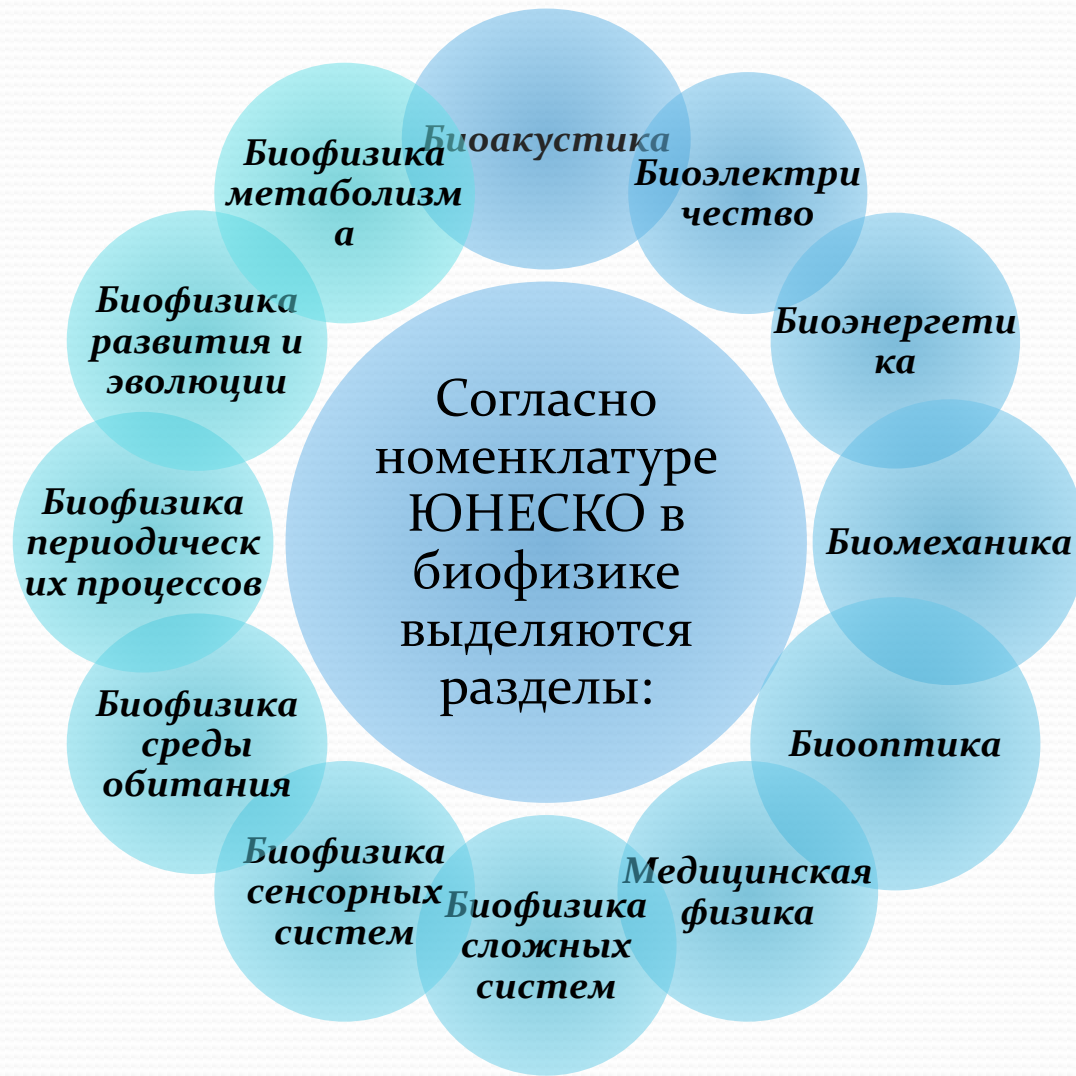 Согласно
номенклатуре
ЮНЕСКО в
биофизике
выделяются
разделы:
Биоакустика
Биоэлектри
чество
Биоэнергети
ка
Биомеханика
Биооптика
Медицинская
физика
Биофизика
сложных
систем
Биофизика
сенсорных
систем
Биофизика
среды
обитания
Биофизика
периодическ
их процессов
Биофизика
развития и
эволюции
Биофизика
метаболизм
а